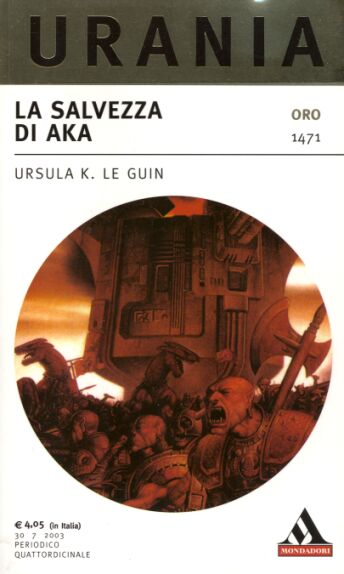 URANIA
LA SALVEZZA
DI AKA
ORO
1471
URSULA K. LE GUIN
€ 4,05 (in Italia)
30 7 2003
PERIODICO
QUATTORDICINALE
MONDADORI